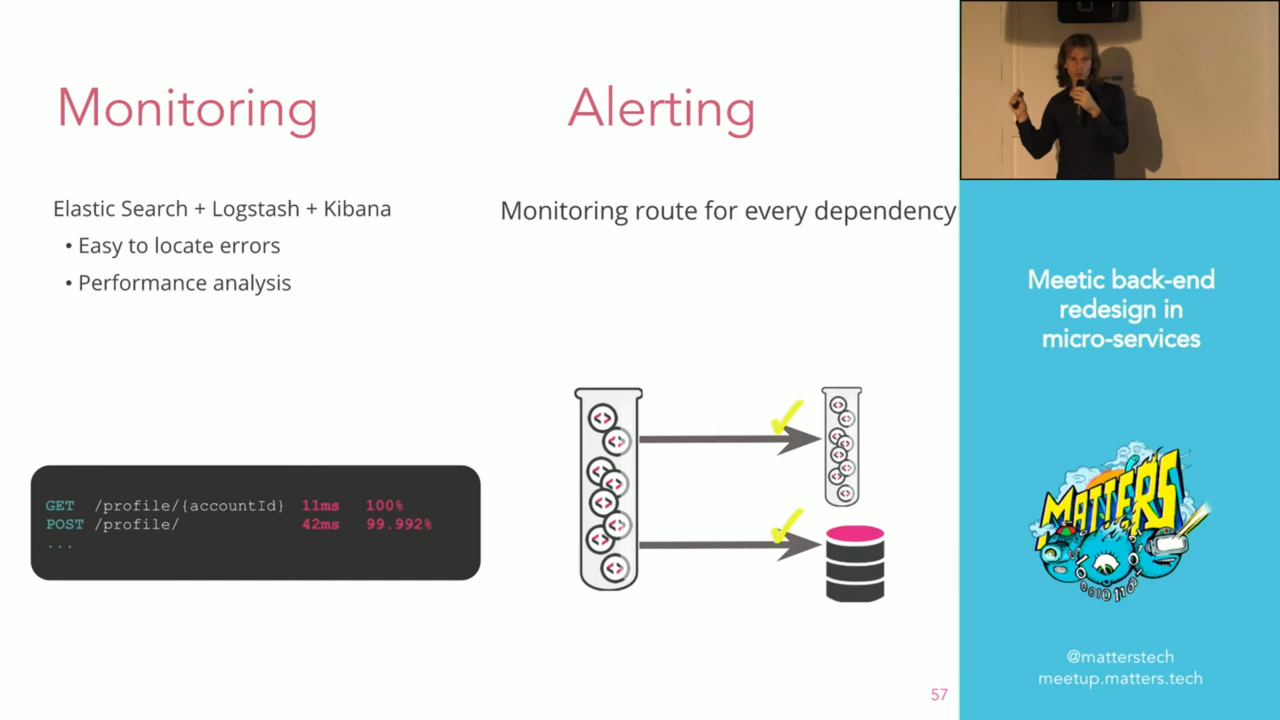 Monitoring
Elastic Search + Logstash + Kibana
• Easy to locate errors
• Performance analysis
GET /profile/{accountId} 11ms 100%
POST /profile/ 42ms 99.992%
...
Alerting
Monitoring route for every dependency
57
Meetic back-end
redesign in
micro-services
MATTERS
@matterstech
meetup.matters.tech